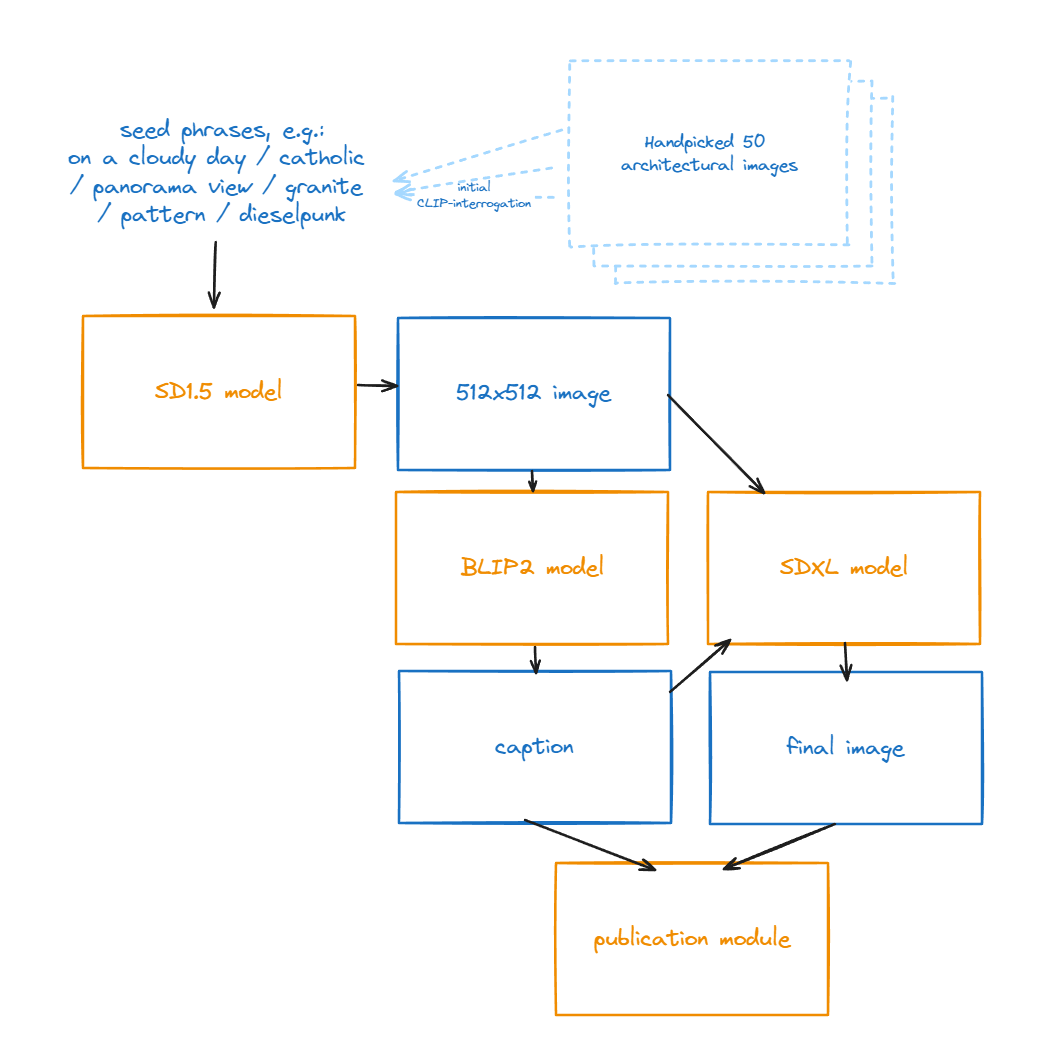 seed phrases, e.g.:
on a cloudy day / catholic
/ panorama view / granite
/ pattern / dieselpunk
Handpicked 50
architectural images
initial
CLIP-interrogation
SD1.5 model
512x512 image
BLIP2 model
SDXL model
caption
final image
publication module